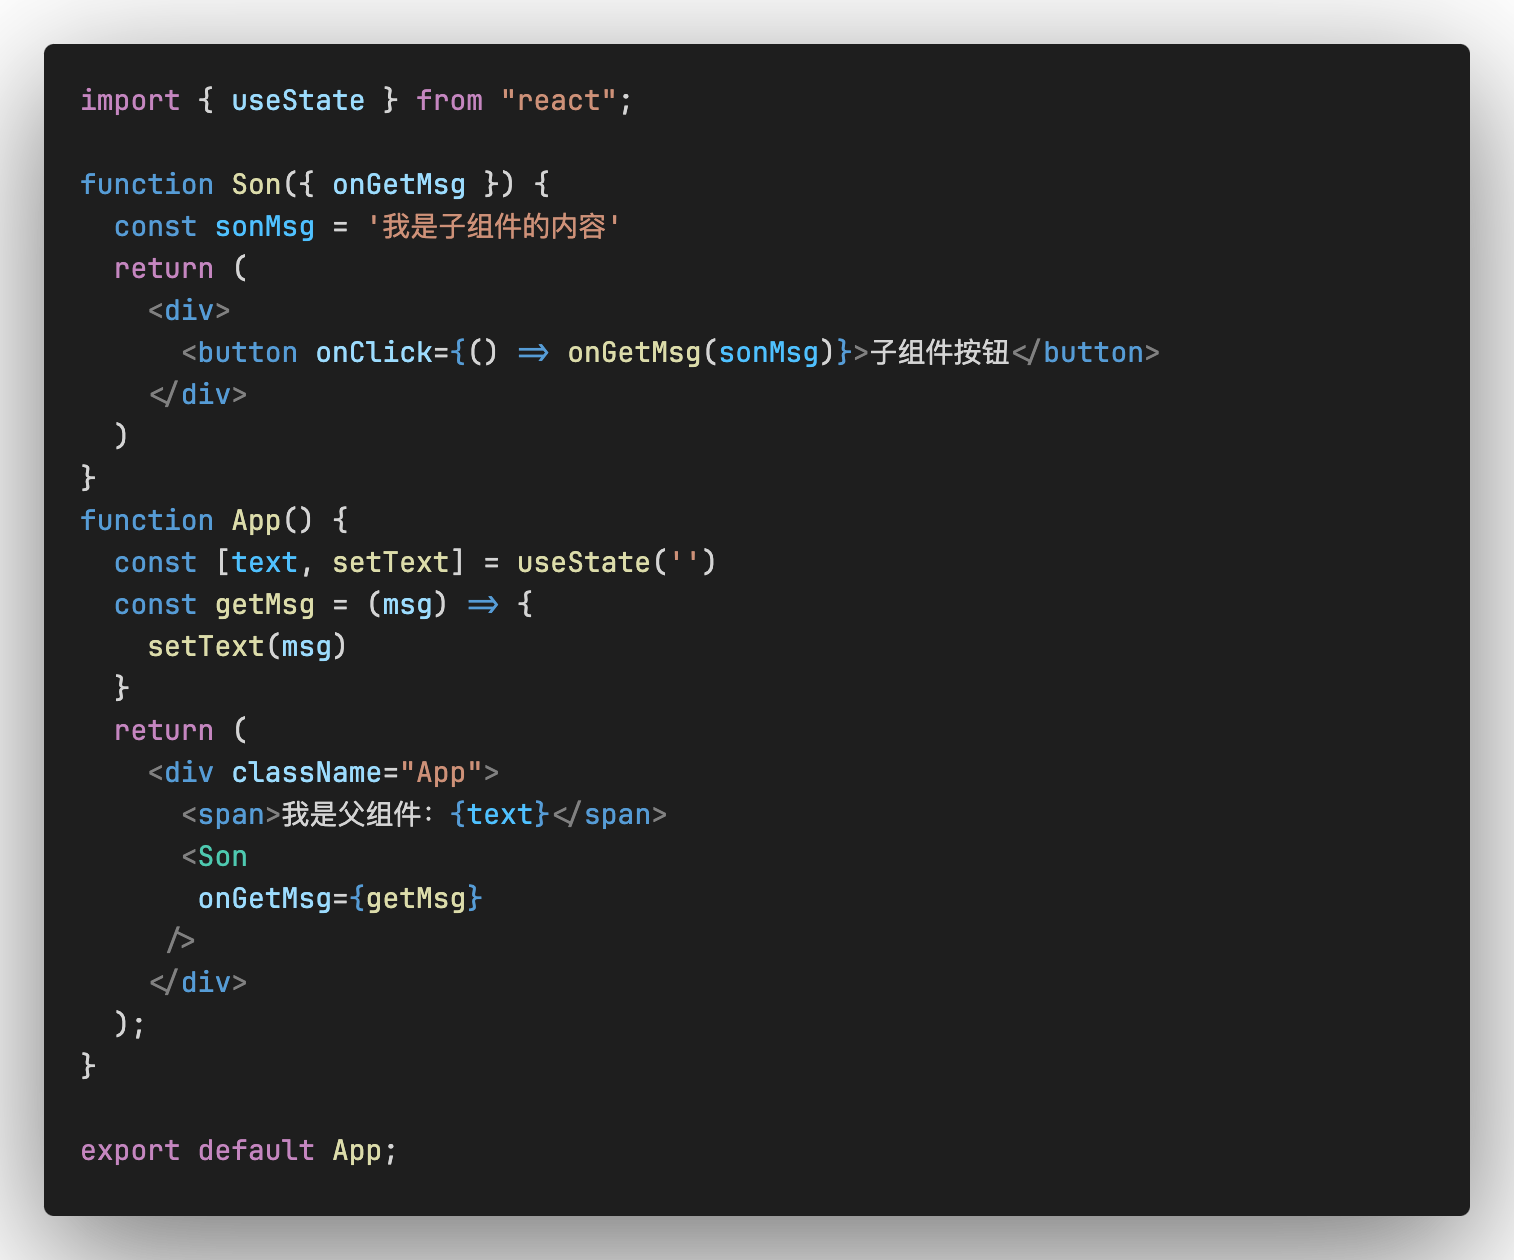 import { useState } from "react";

function Son({ onGetMsg }) {
  const sonMsg = '我是子组件的内容'
  return (
    <div>
      <button onClick={() => onGetMsg(sonMsg)}>子组件按钮</button>
    </div>
  )
}
function App() {
  const [text, setText] = useState('')
  const getMsg = (msg) => {
    setText(msg)
  }
  return (
    <div className="App">
      <span>我是父组件：{text}</span>
      <Son
       onGetMsg={getMsg}
     />
    </div>
  );
}

export default App;